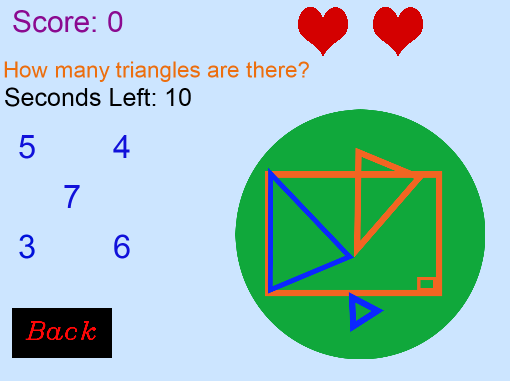 Score: 0
How many triangles are there?
Seconds Left: 10
5 4
7
3 6
Back